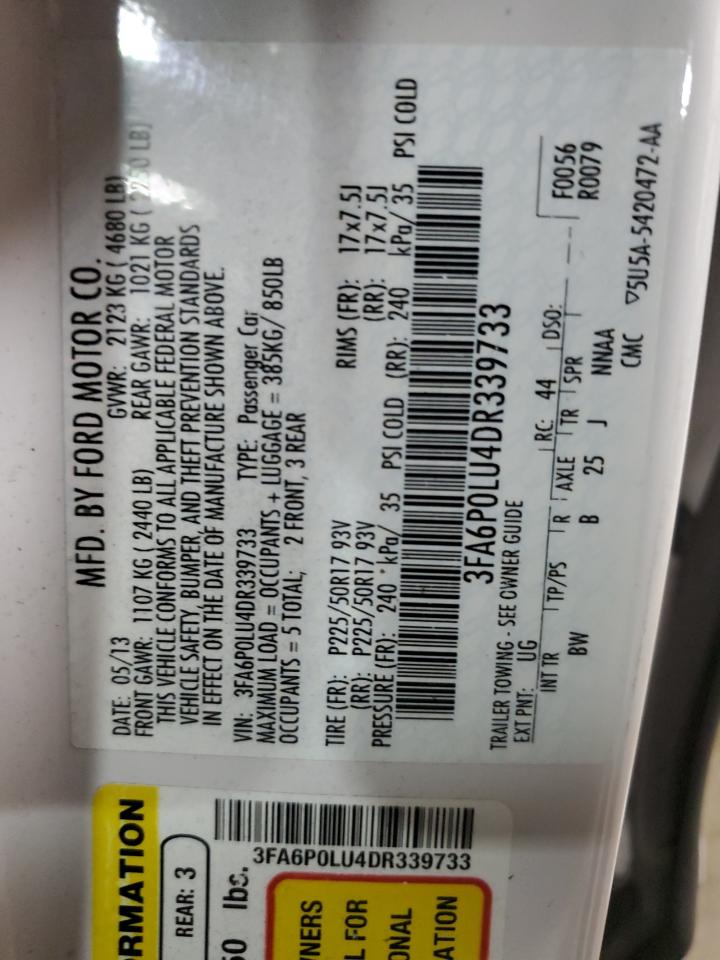 MFD. BY FORD MOTOR CO.
DATE: 05/13 GVWR: 2123 KG ( 4680 LB)
FRONT GAWR: 1107 KG ( 2440 LB) REAR GAWR: 1021 KG ( 2250 LB)
THIS VEHICLE CONFORMS TO ALL APPLICABLE FEDERAL MOTOR
VEHICLE SAFETY, BUMPER, AND THEFT PREVENTION STANDARDS
IN EFFECT ON THE DATE OF MANUFACTURE SHOWN ABOVE.
VIN: 3FA6P0LU4DR339733 TYPE: Passenger Car
MAXIMUM LOAD = OCCUPANTS + LUGGAGE = 385KG/ 850LB
OCCUPANTS = 5 TOTAL; 2 FRONT, 3 REAR
TIRE (FR): P225/50R17 93V RIMS (FR): 17x7.5J
(RR): P225/50R17 93V (RR): 17x7.5J
PRESSURE (FR): 240 kPa/ 35 PSI COLD (RR): 240 kPa/ 35 PSI COLD
3FA6P0LU4DR339733
TRAILER TOWING - SEE OWNER GUIDE
EXT PNT: UG RC: 44 DSO: F0056
R0079
INT TR TP/PS R AXLE TR SPR
BW B 25 J NNAA
CMC ▽5U5A-5420472-AA
RMATION
REAR: 3
60 lbs.
3FA6P0LU4DR339733
NERS
L FOR
ONAL
ATION